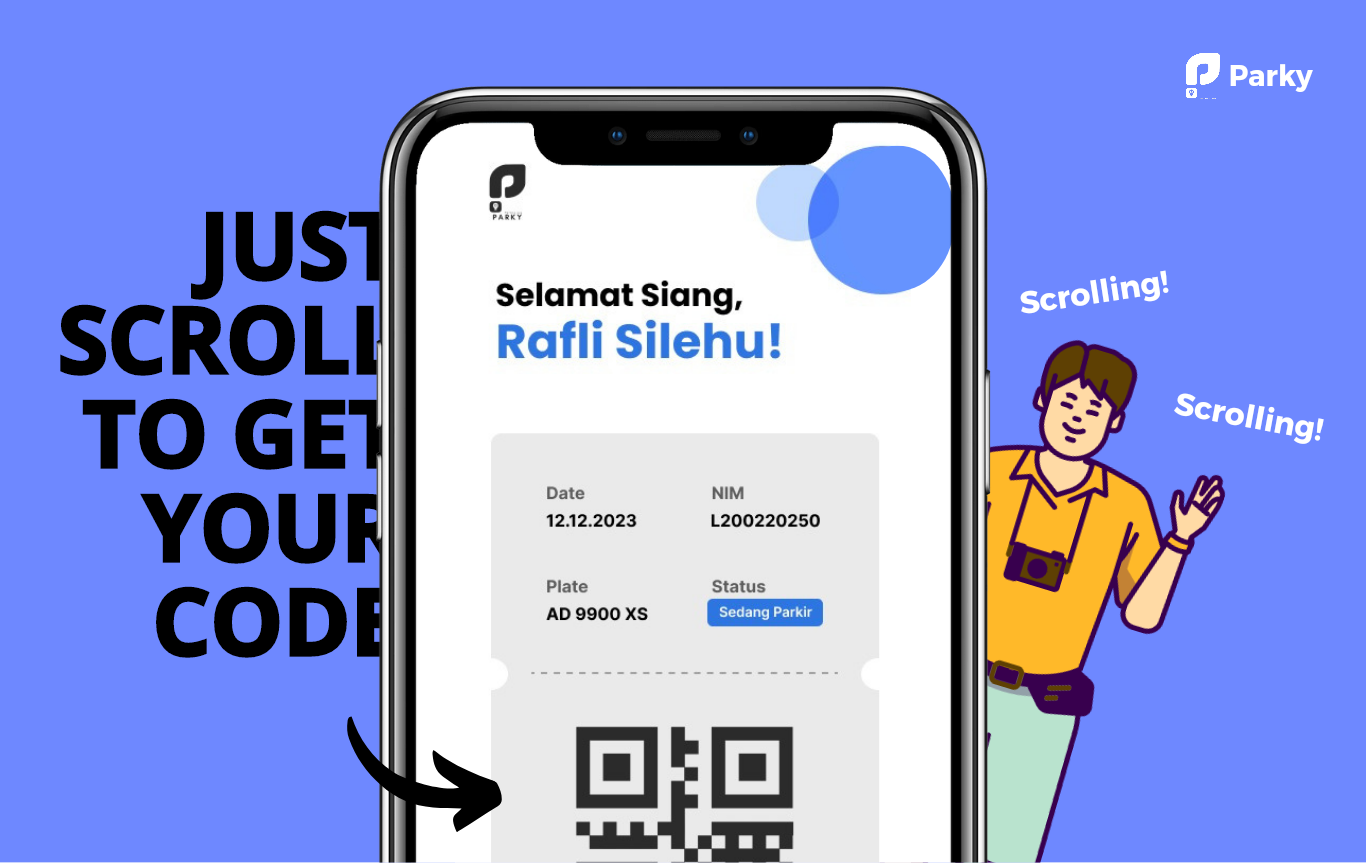 Parky
JUST
SCROLL
TO GET
YOUR
CODE
PARKY
Selamat Siang,
Rafli Silehu!
Date
12.12.2023
NIM
L200220250
Plate
AD 9900 XS
Status
Sedang Parkir
Scrolling!
Scrolling!